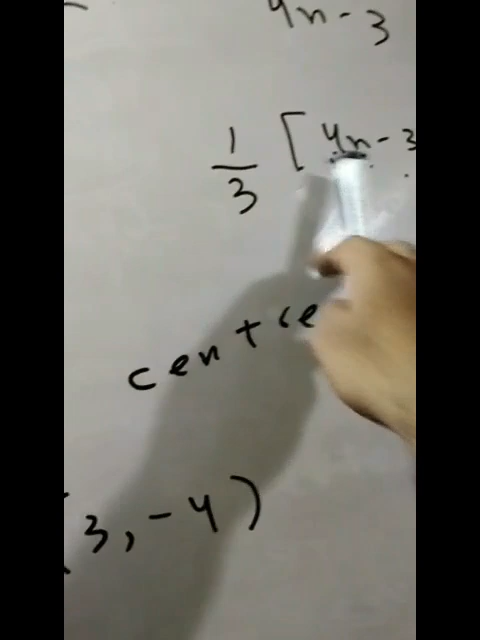 4n - 3
1/3 [ 4n - 3
centre
(3, -4)